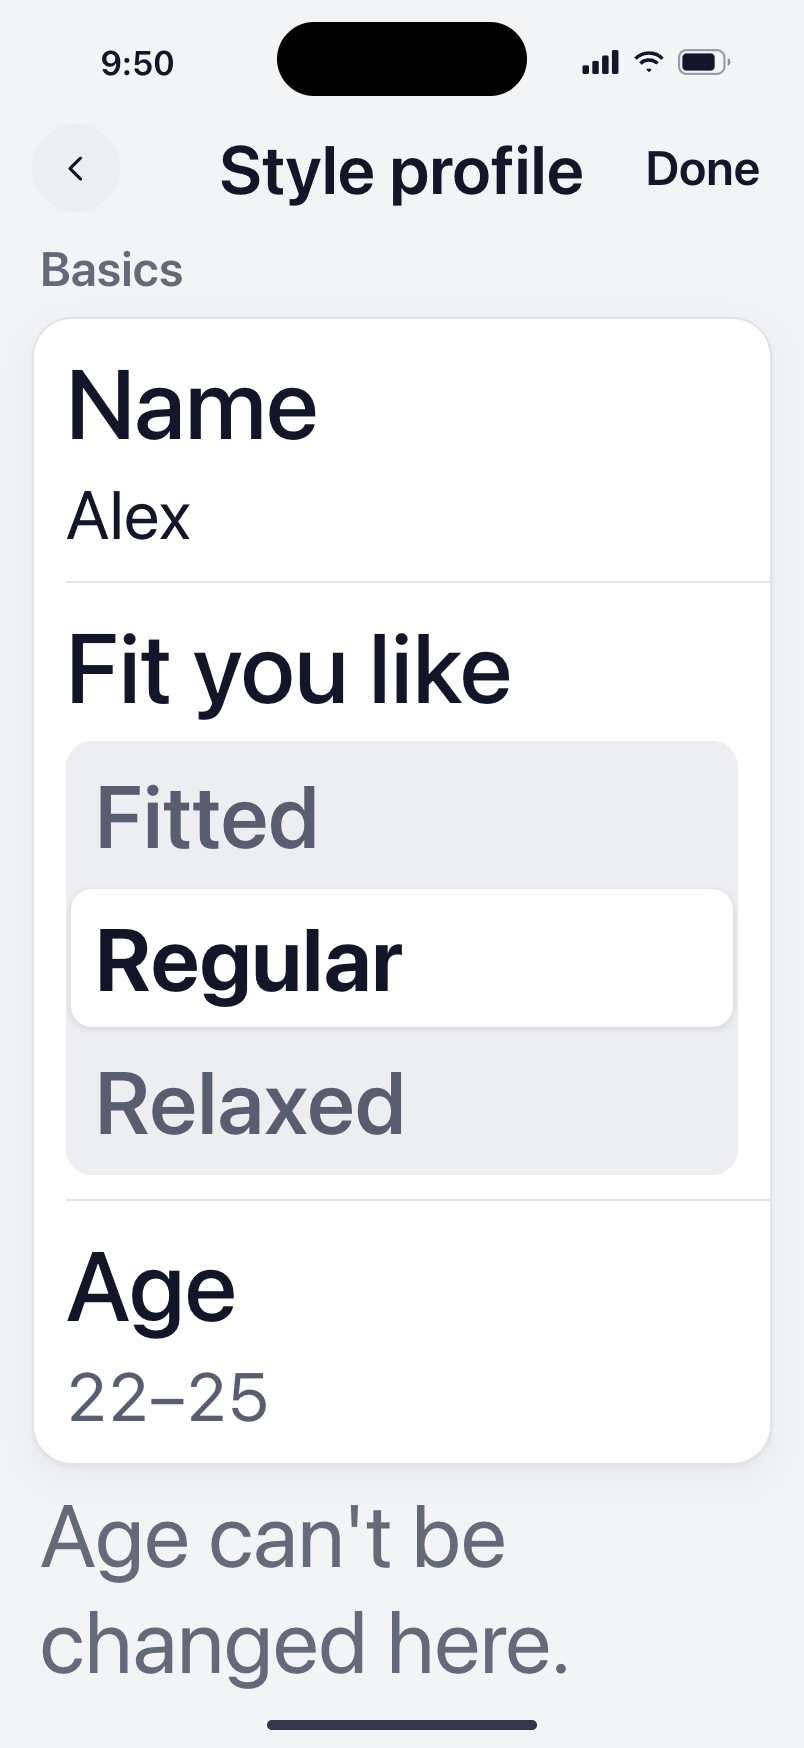 9:50
Style profile
Done
Basics
Name
Alex
Fit you like
Fitted
Regular
Relaxed
Age
22–25
Age can't be
changed here.